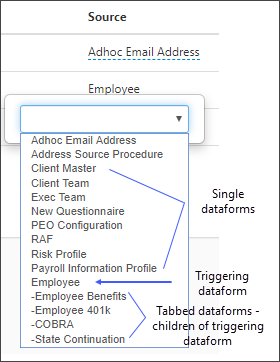 Source
Adhoc Email Address
Employee
Adhoc Email Address
Address Source Procedure
Client Master
Client Team
Exec Team
New Questionnaire
PEO Configuration
RAF
Risk Profile
Payroll Information Profile
Employee
-Employee Benefits
-Employee 401k
-COBRA
-State Continuation
Single
dataforms
Triggering
dataform
Tabbed dataforms -
children of triggering
dataform